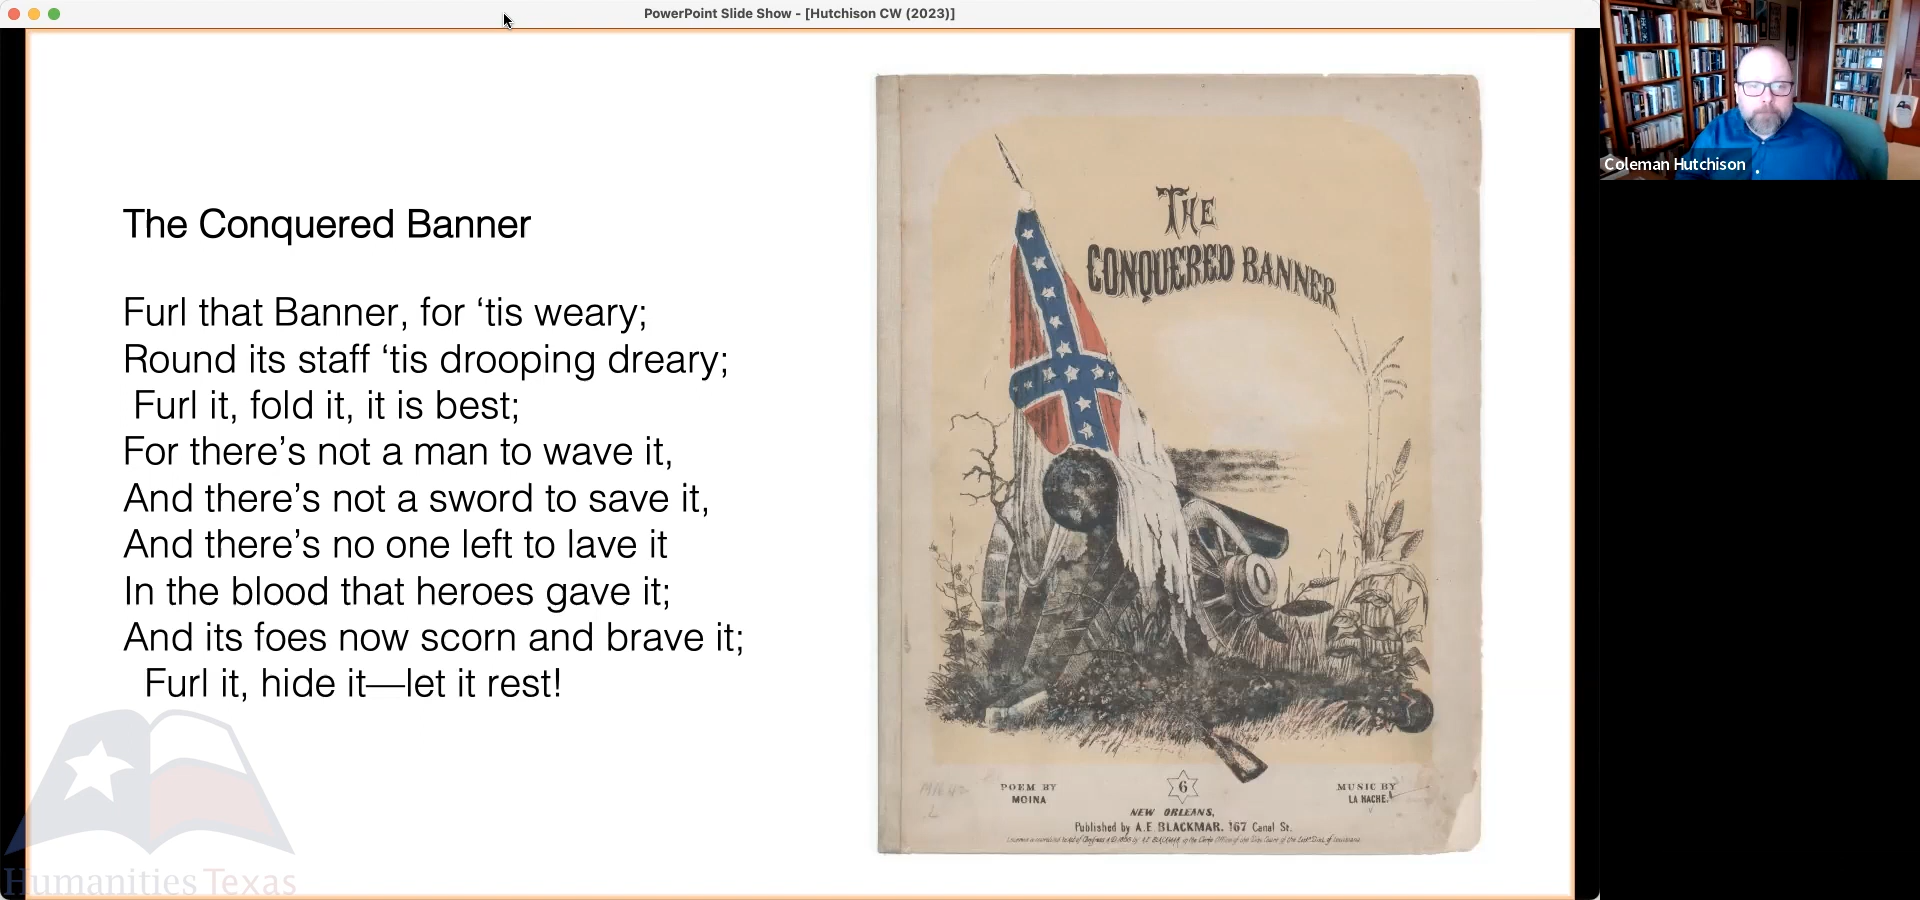 PowerPoint Slide Show - [Hutchison CW (2023)]
Coleman Hutchison
The Conquered Banner
Furl that Banner, for ‘tis weary;
Round its staff ‘tis drooping dreary;
Furl it, fold it, it is best;
For there’s not a man to wave it,
And there’s not a sword to save it,
And there’s no one left to lave it
In the blood that heroes gave it;
And its foes now scorn and brave it;
Furl it, hide it—let it rest!
THE
CONQUERED BANNER
POEM BY
MOINA
6
MUSIC BY
LA HACHE.
NEW ORLEANS,
Published by A.E BLACKMAR. 167 Canal St.
Humanities Texas